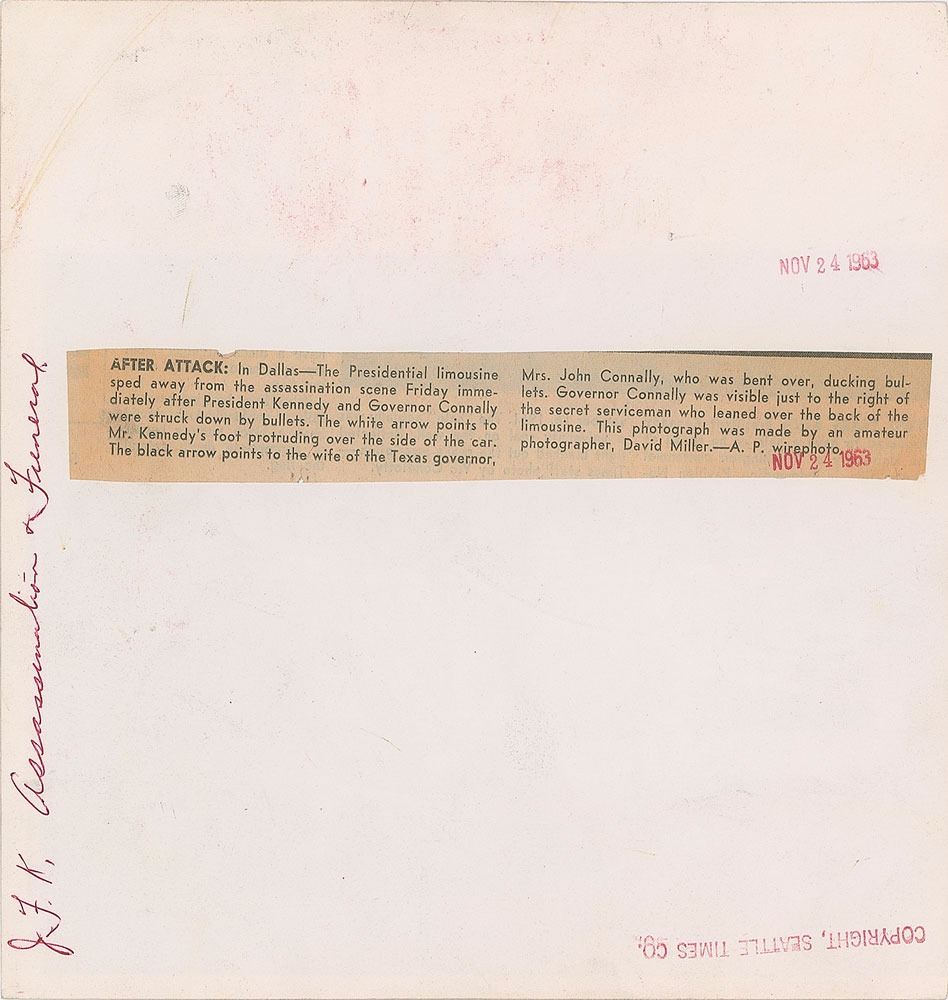 NOV 24 1963
AFTER ATTACK: In Dallas—The Presidential limousine
sped away from the assassination scene Friday imme-
diately after President Kennedy and Governor Connally
were struck down by bullets. The white arrow points to
Mr. Kennedy's foot protruding over the side of the car.
The black arrow points to the wife of the Texas governor,
Mrs. John Connally, who was bent over, ducking bul-
lets. Governor Connally was visible just to the right of
the secret serviceman who leaned over the back of the
limousine. This photograph was made by an amateur
photographer, David Miller.—A. P. wirephoto.
NOV 24 1963
J. F. K. Assassination & Funeral
COPYRIGHT, SEATTLE TIMES CO.